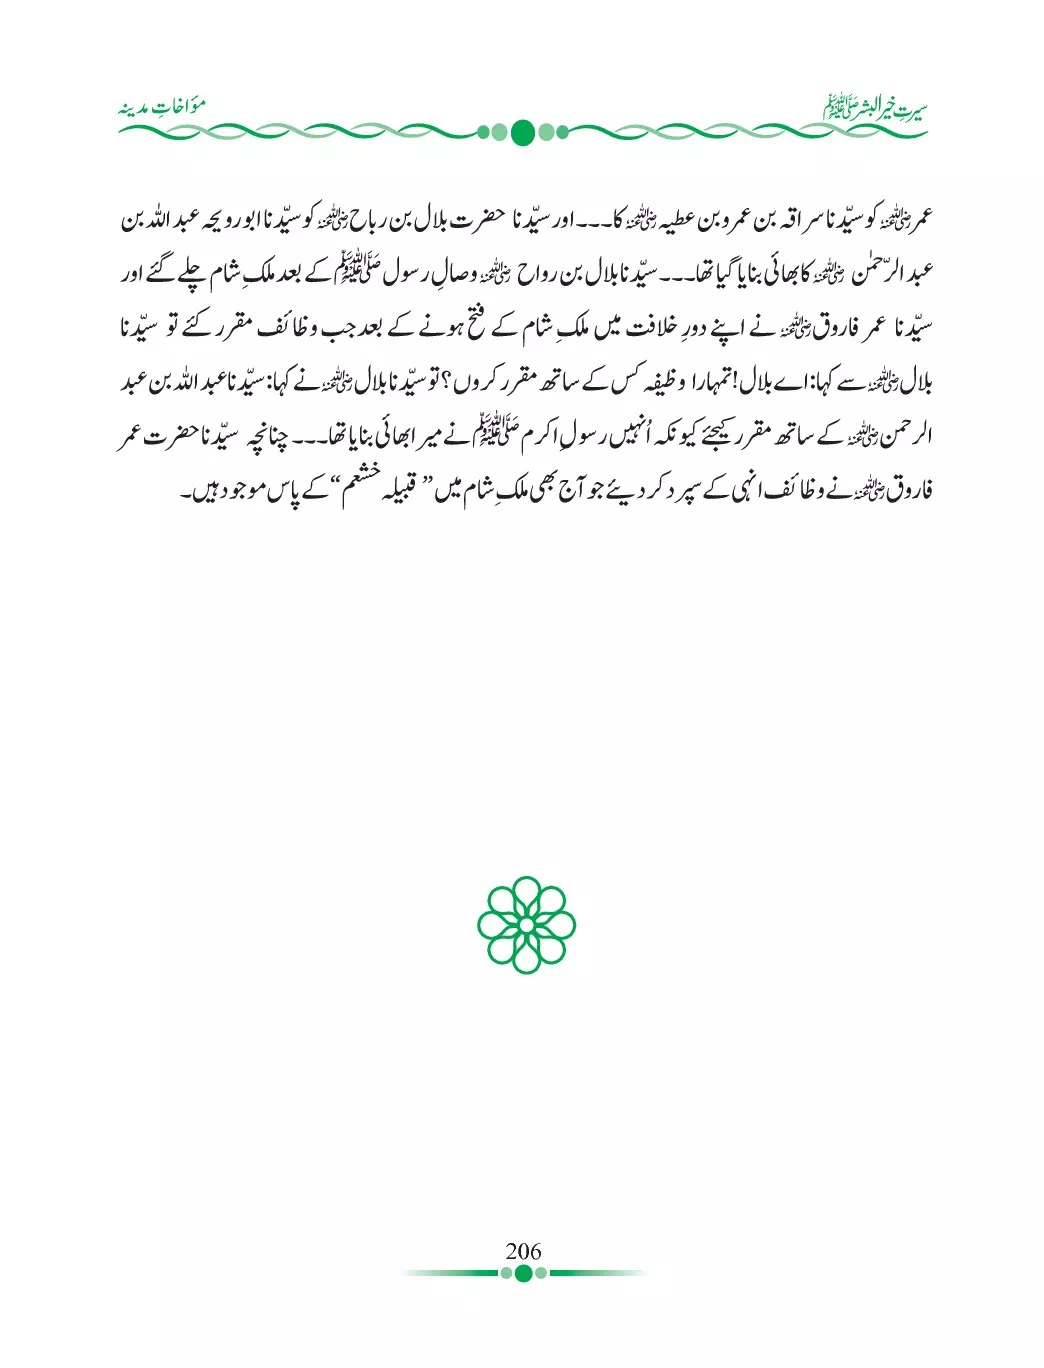 سیرتِ خیر البشر ﷺ
مؤاخاتِ مدینہ
عمر رضی اللہ عنہ کو سیّدنا سراقہ بن عمرو بن عطیہ رضی اللہ عنہ کا۔۔۔ اور سیّدنا حضرت بلال بن رباح رضی اللہ عنہ کو سیّدنا ابو رویحہ عبد اللہ بن
عبد الرّحمٰن رضی اللہ عنہ کا بھائی بنایا گیا تھا۔۔۔ سیّدنا بلال بن رواح رضی اللہ عنہ وصالِ رسول ﷺ کے بعد ملکِ شام چلے گئے اور
سیّدنا عمر فاروق رضی اللہ عنہ نے اپنے دورِ خلافت میں ملکِ شام کے فتح ہونے کے بعد جب وظائف مقرر کئے تو سیّدنا
بلال رضی اللہ عنہ سے کہا: اے بلال! تمہارا وظیفہ کس کے ساتھ مقرر کروں؟ تو سیّدنا بلال رضی اللہ عنہ نے کہا: سیّدنا عبد اللہ بن عبد
الرحمن رضی اللہ عنہ کے ساتھ مقرر کیجئے کیونکہ اُنہیں رسولِ اکرم ﷺ نے میرا بھائی بنایا تھا۔۔۔ چنانچہ سیّدنا حضرت عمر
فاروق رضی اللہ عنہ نے وظائف انہی کے سپرد کر دیئے جو آج بھی ملکِ شام میں ”قبیلہ خشعم“ کے پاس موجود ہیں۔
206